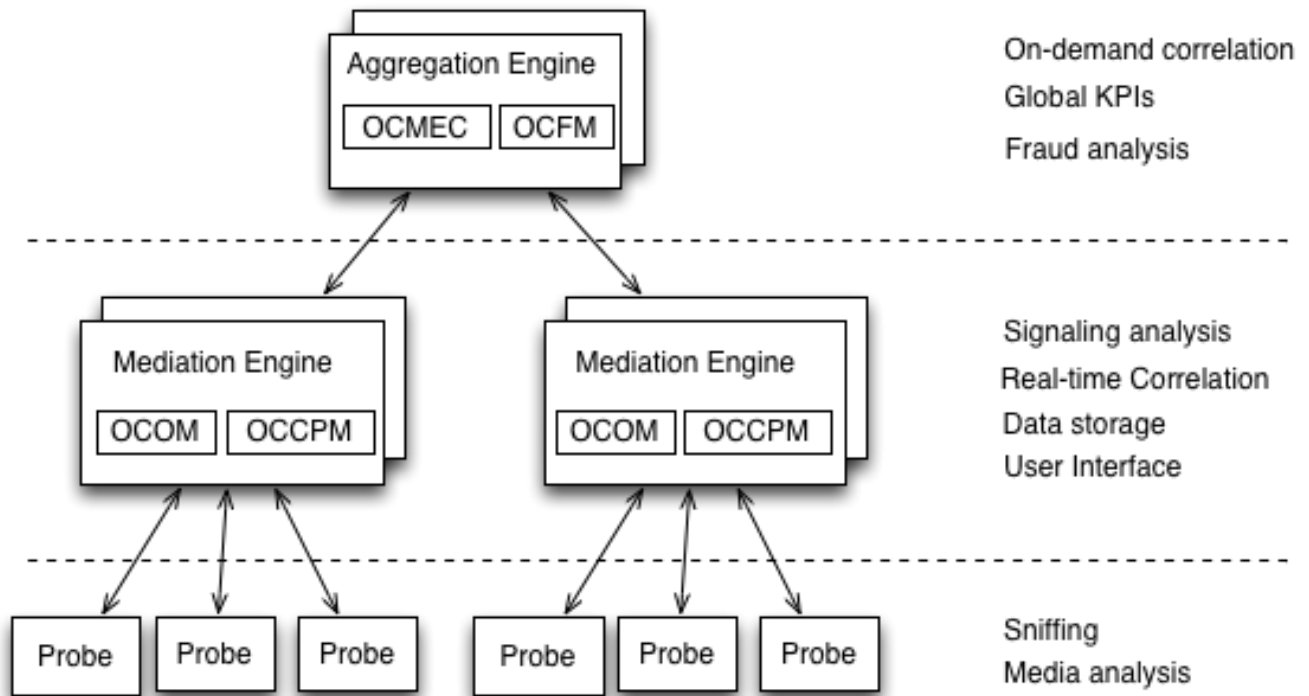 Aggregation Engine
OCMEC OCFM
On-demand correlation
Global KPIs
Fraud analysis
Mediation Engine
OCOM OCCPM
Mediation Engine
OCOM OCCPM
Signaling analysis
Real-time Correlation
Data storage
User Interface
Probe Probe Probe Probe Probe Probe
Sniffing
Media analysis